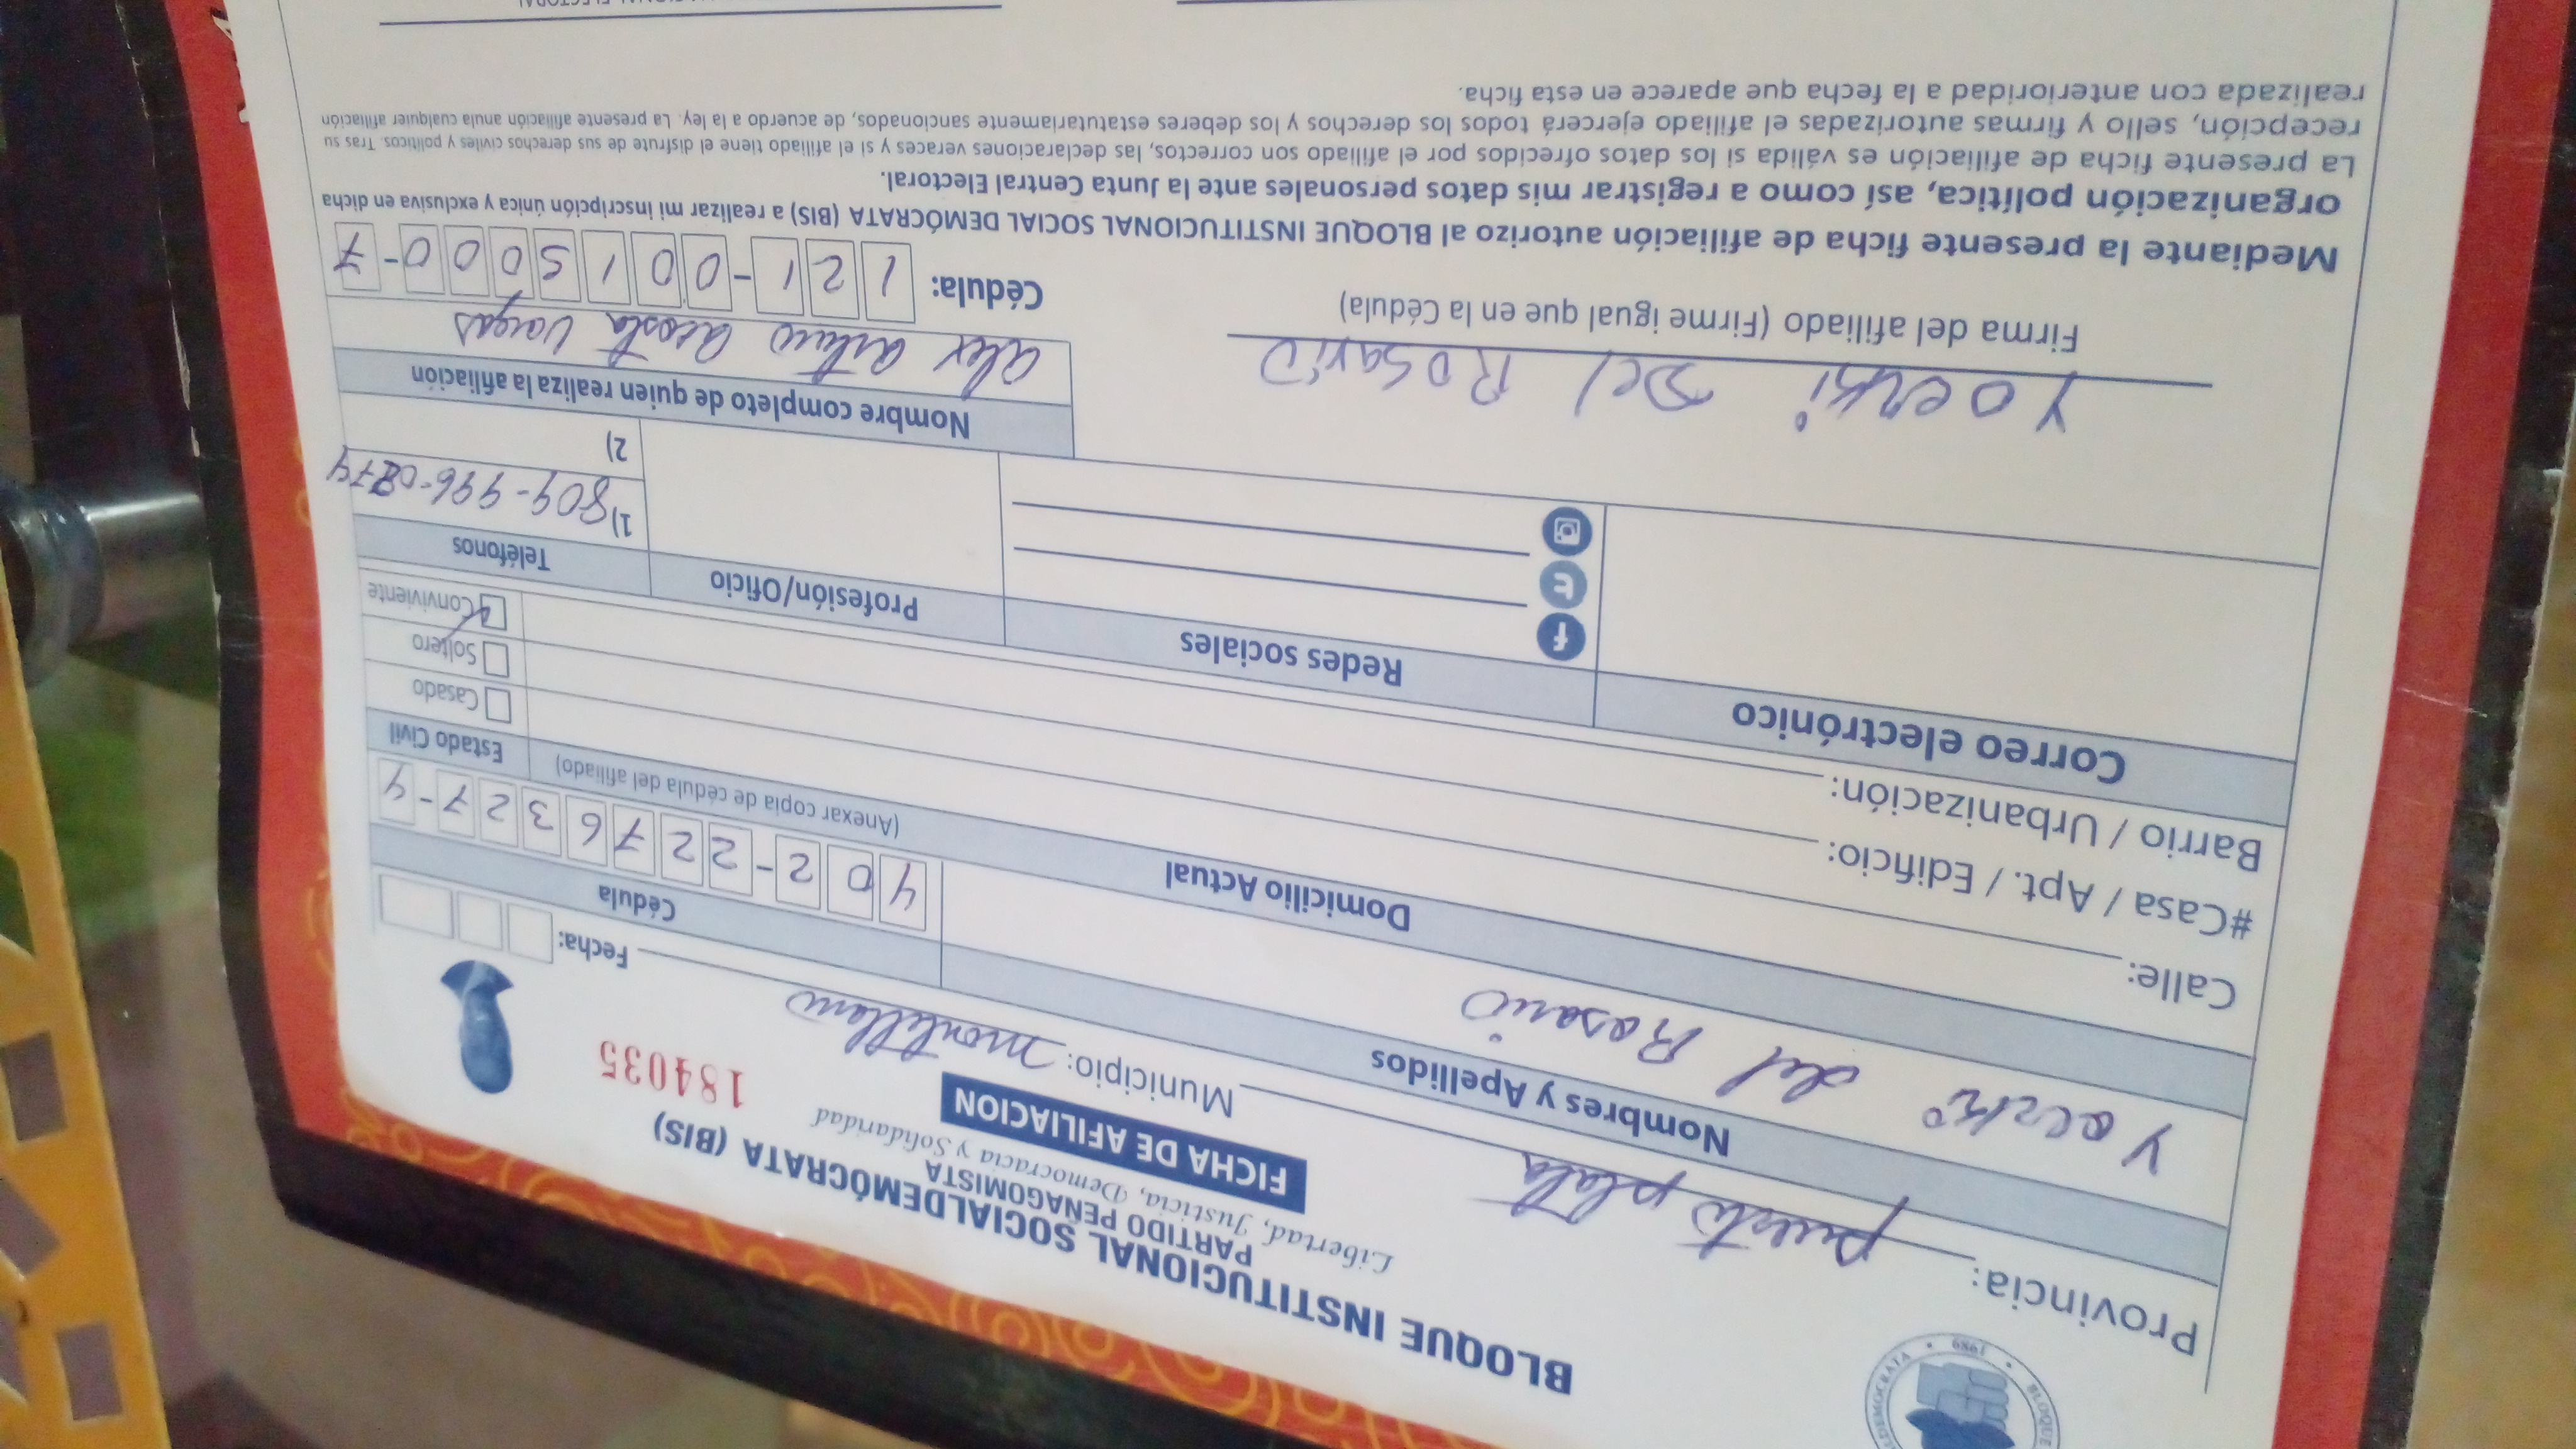 BLOQUE INSTITUCIONAL SOCIALDEMÓCRATA (BIS)
PARTIDO PEÑAGOMISTA
Libertad, Justicia, Democracia y Solidaridad
FICHA DE AFILIACION
184035
Provincia: puerto plata Municipio: montellano Fecha:
Nombres y Apellidos Cédula
Yoerki del Rosario 402-2276327-4
Domicilio Actual (Anexar copia de cédula del afiliado) Estado Civil
Calle: Casado
#Casa / Apt. / Edificio: Soltero
Barrio / Urbanización: Conviviente
Correo electrónico Redes sociales Profesión/Oficio Teléfonos
1) 809-996-0274
2)
Nombre completo de quien realiza la afiliación
Yoerki Del Rosario alex arturo acosta Vargas
Firma del afiliado (Firme igual que en la Cédula) Cédula: 121-0015000-7
Mediante la presente ficha de afiliación autorizo al BLOQUE INSTITUCIONAL SOCIAL DEMÓCRATA (BIS) a realizar mi inscripción única y exclusiva en dicha
organización política, así como a registrar mis datos personales ante la Junta Central Electoral.
La presente ficha de afiliación es válida si los datos ofrecidos por el afiliado son correctos, las declaraciones veraces y si el afiliado tiene el disfrute de sus derechos civiles y políticos. Tras su
recepción, sello y firmas autorizadas el afiliado ejercerá todos los derechos y los deberes estatutariamente sancionados, de acuerdo a la ley. La presente afiliación anula cualquier afiliación
realizada con anterioridad a la fecha que aparece en esta ficha.